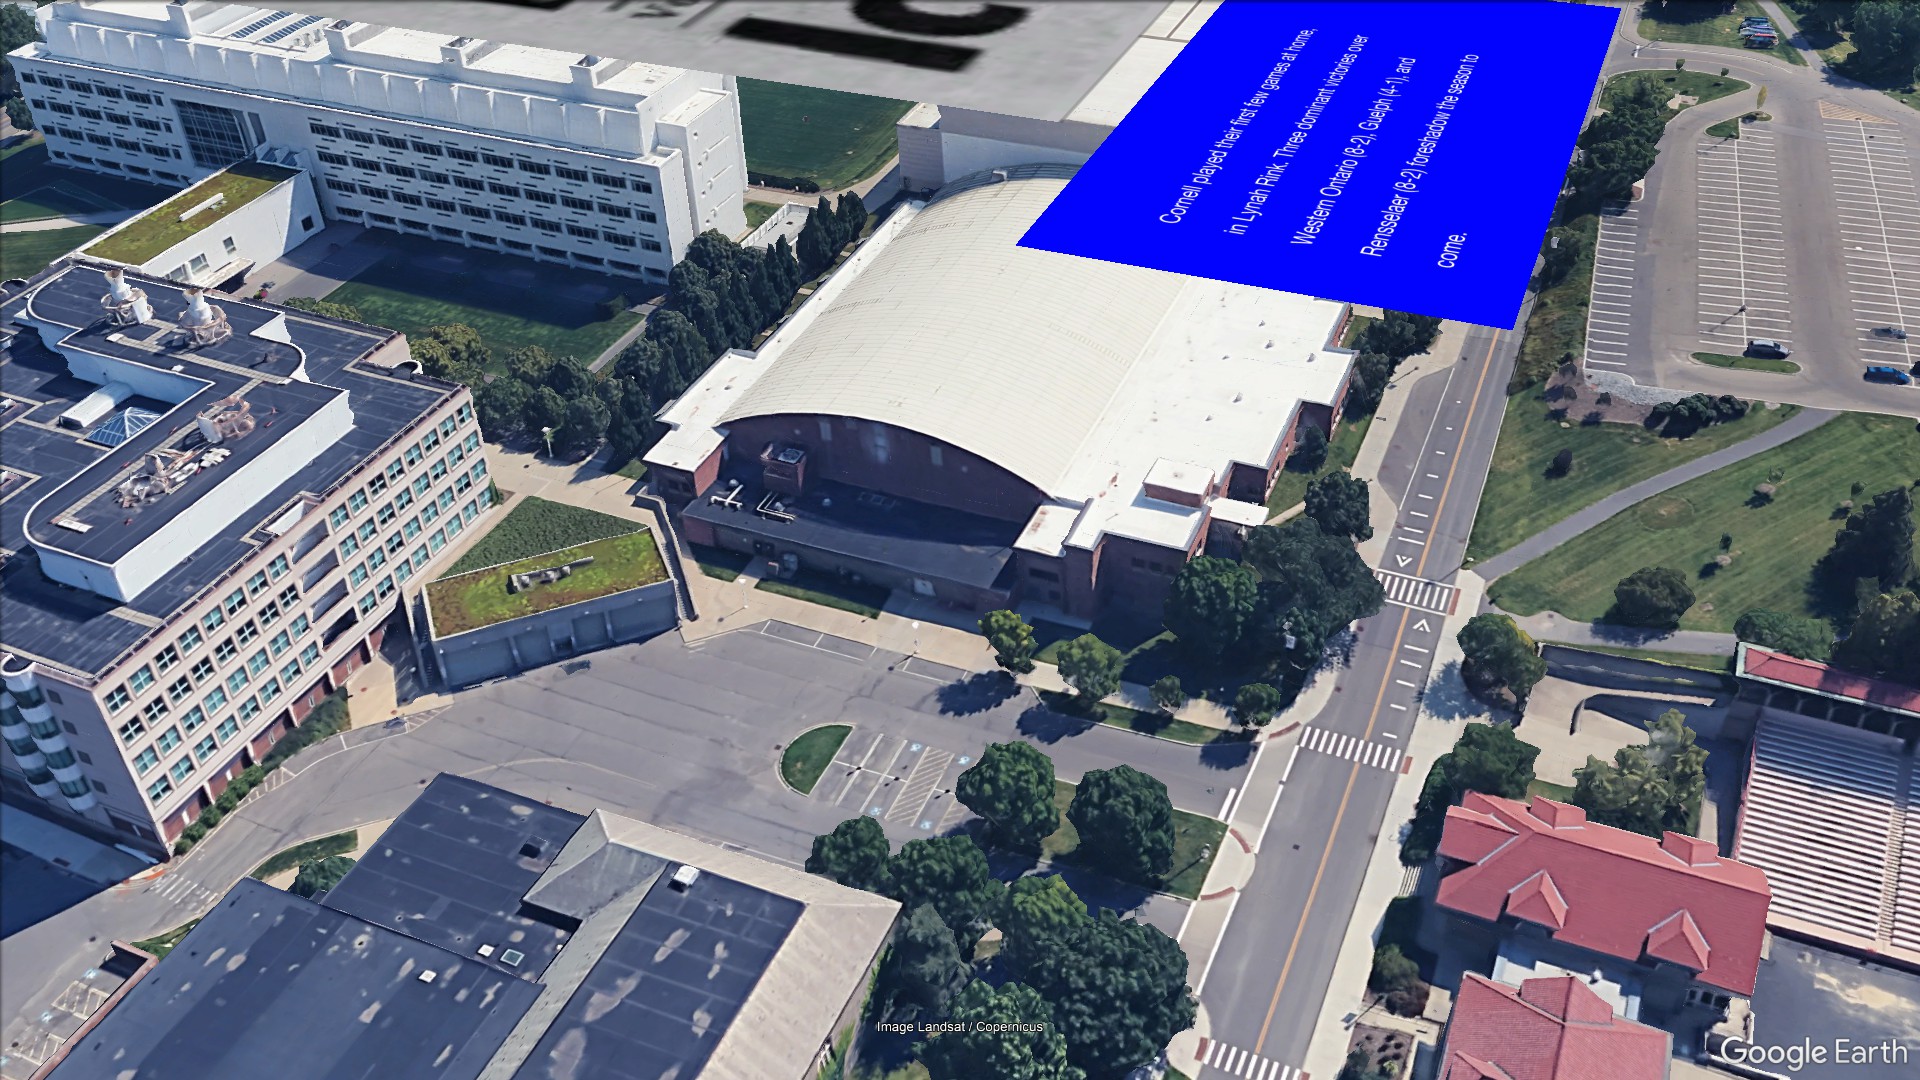 Cornell played their first few games at home,
in Lynah Rink. Three dominant victories over
Western Ontario (8-2), Guelph (4-1), and
Rensselaer (8-2) foreshadow the season to
come.
Image Landsat / Copernicus
Google Earth